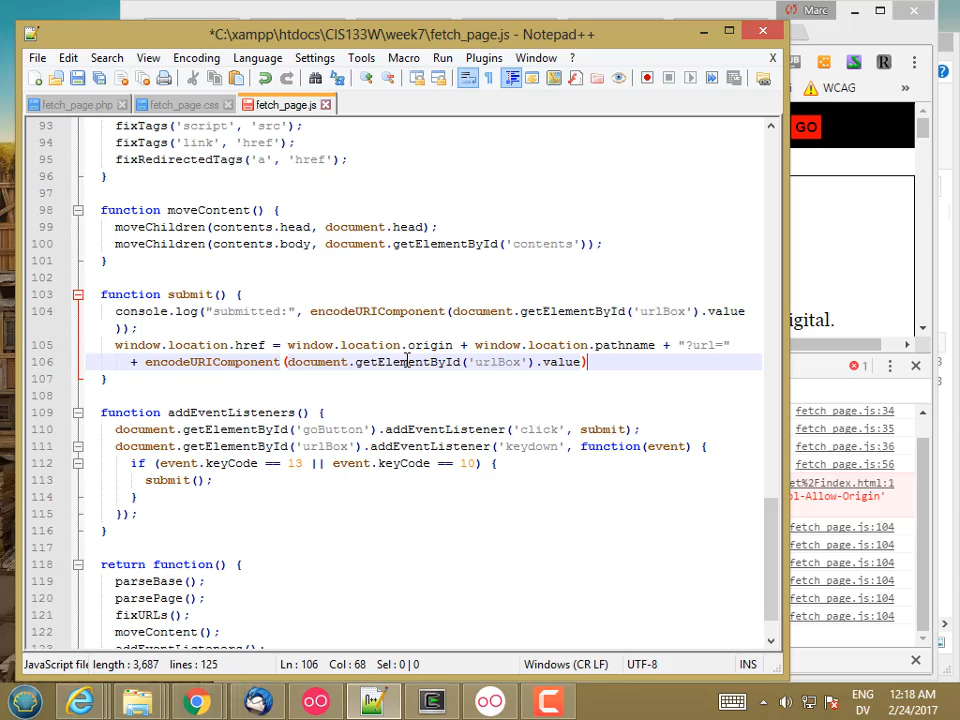 Marc
*C:\xampp\htdocs\CIS133W\week7\fetch_page.js - Notepad++
File Edit Search View Encoding Language Settings Tools Macro Run Plugins Window ? X
fetch_page.php fetch_page.css fetch_page.js
WCAG
GO
93 fixTags('script', 'src');
94 fixTags('link', 'href');
95 fixRedirectedTags('a', 'href');
96 }
97
98 function moveContent() {
99 moveChildren(contents.head, document.head);
100 moveChildren(contents.body, document.getElementById('contents'));
101 }
102
103 function submit() {
104 console.log("submitted:", encodeURIComponent(document.getElementById('urlBox').value
));
105 window.location.href = window.location.origin + window.location.pathname + "?url="
106 + encodeURIComponent(document.getElementById('urlBox').value)
107 }
108
109 function addEventListeners() {
110 document.getElementById('goButton').addEventListener('click', submit);
111 document.getElementById('urlBox').addEventListener('keydown', function(event) {
112 if (event.keyCode == 13 || event.keyCode == 10) {
113 submit();
114 }
115 });
116 }
117
118 return function() {
119 parseBase();
120 parsePage();
121 fixURLs();
122 moveContent();
123 addEventListeners();
igital.
1
fetch_page.js:34
fetch_page.js:35
fetch_page.js:36
fetch_page.js:56
et%2Findex.html:1
ol-Allow-Origin'
fetch_page.js:104
fetch_page.js:104
fetch_page.js:104
fetch_page.js:104
fetch_page.js:104
fetch_page.js:104
JavaScript file length : 3,687 lines : 125 Ln : 106 Col : 68 Sel : 0 | 0 Windows (CR LF) UTF-8 INS
ENG
DV
12:18 AM
2/24/2017